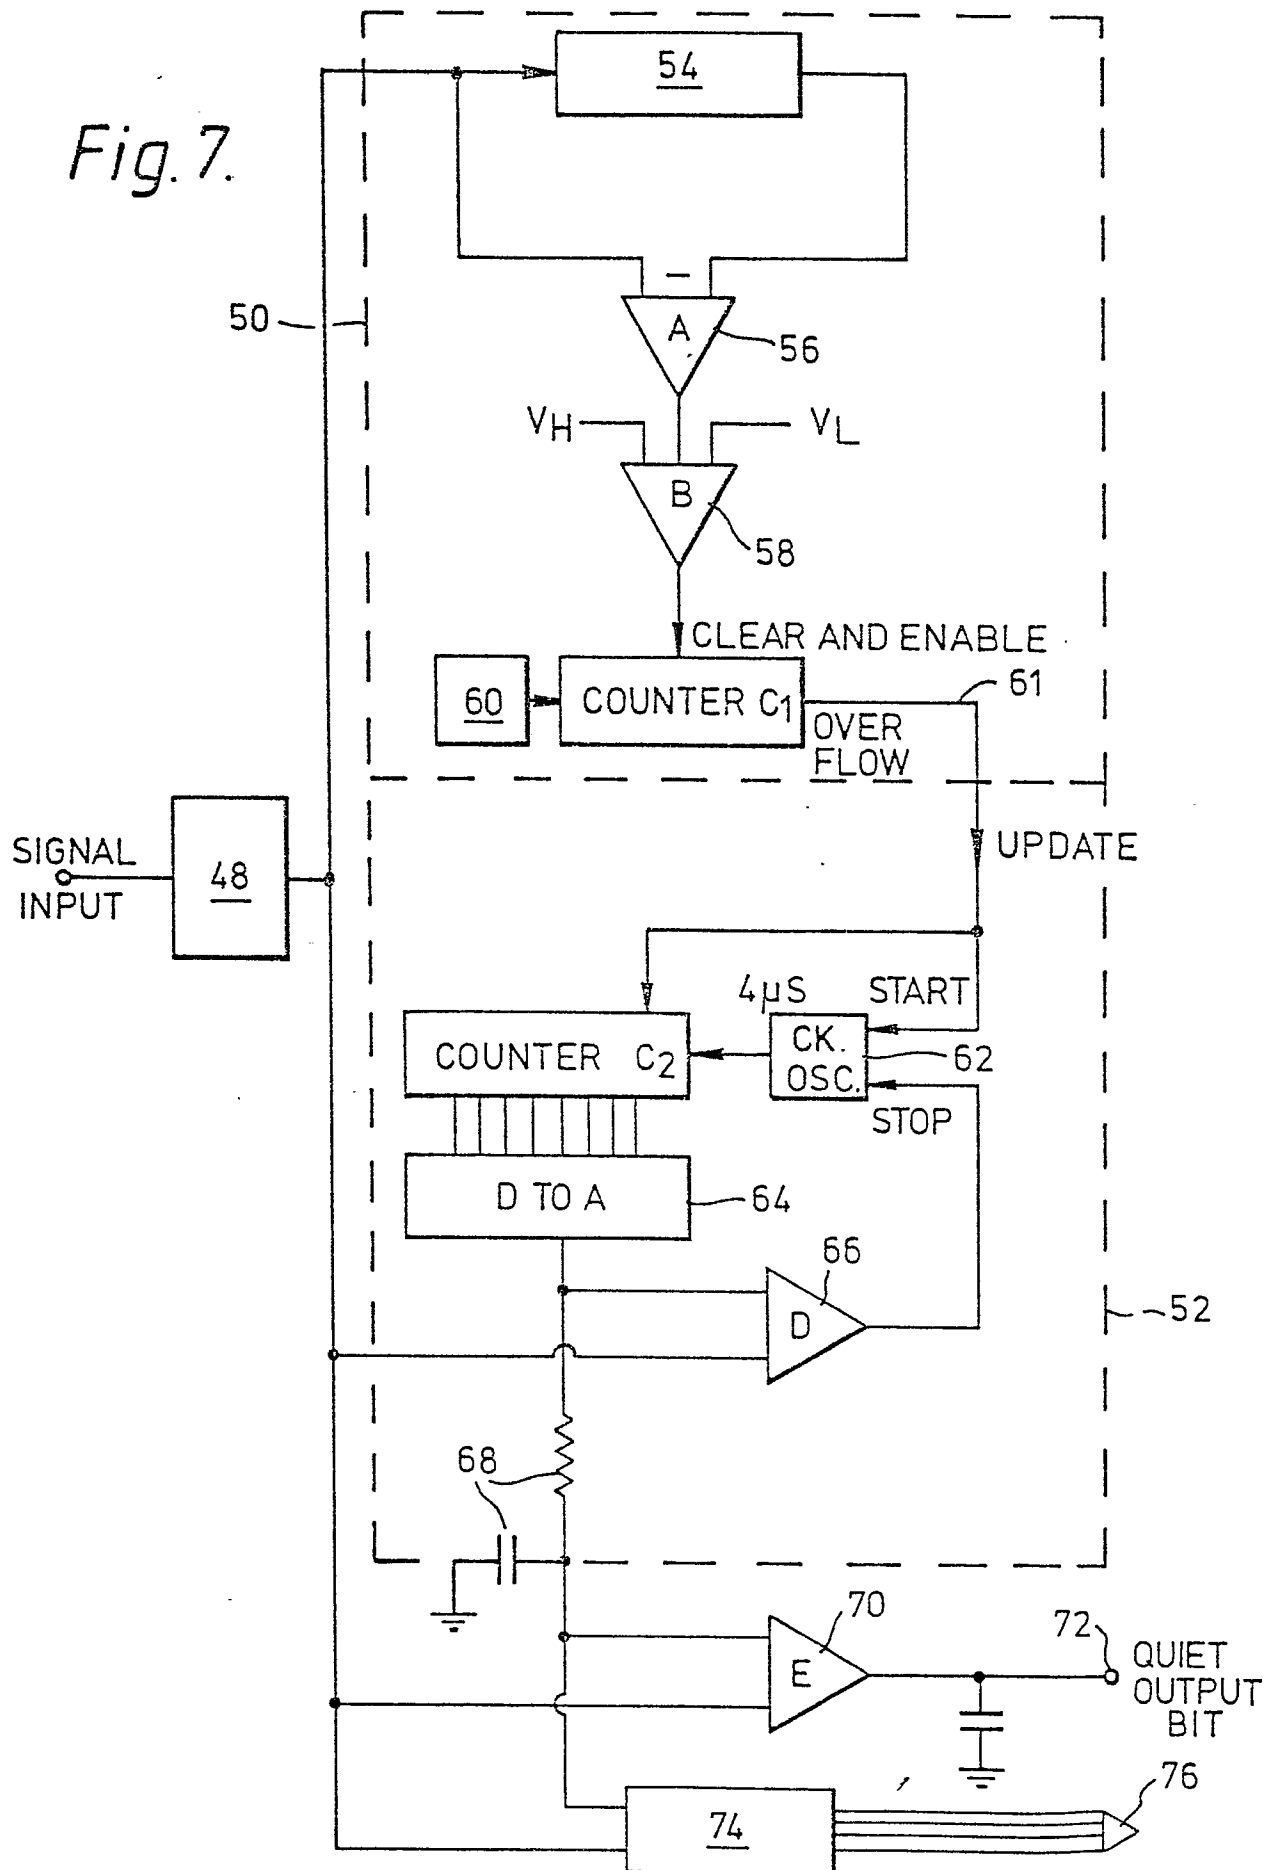 54
Fig. 7.
50
A
56
VH
VL
B
58
CLEAR AND ENABLE
61
60
COUNTER C1
OVER
FLOW
UPDATE
SIGNAL
INPUT
48
4µS
START
COUNTER C2
CK.
OSC.
62
STOP
D TO A
64
66
D
52
68
70
E
72
QUIET
OUTPUT
BIT
76
74